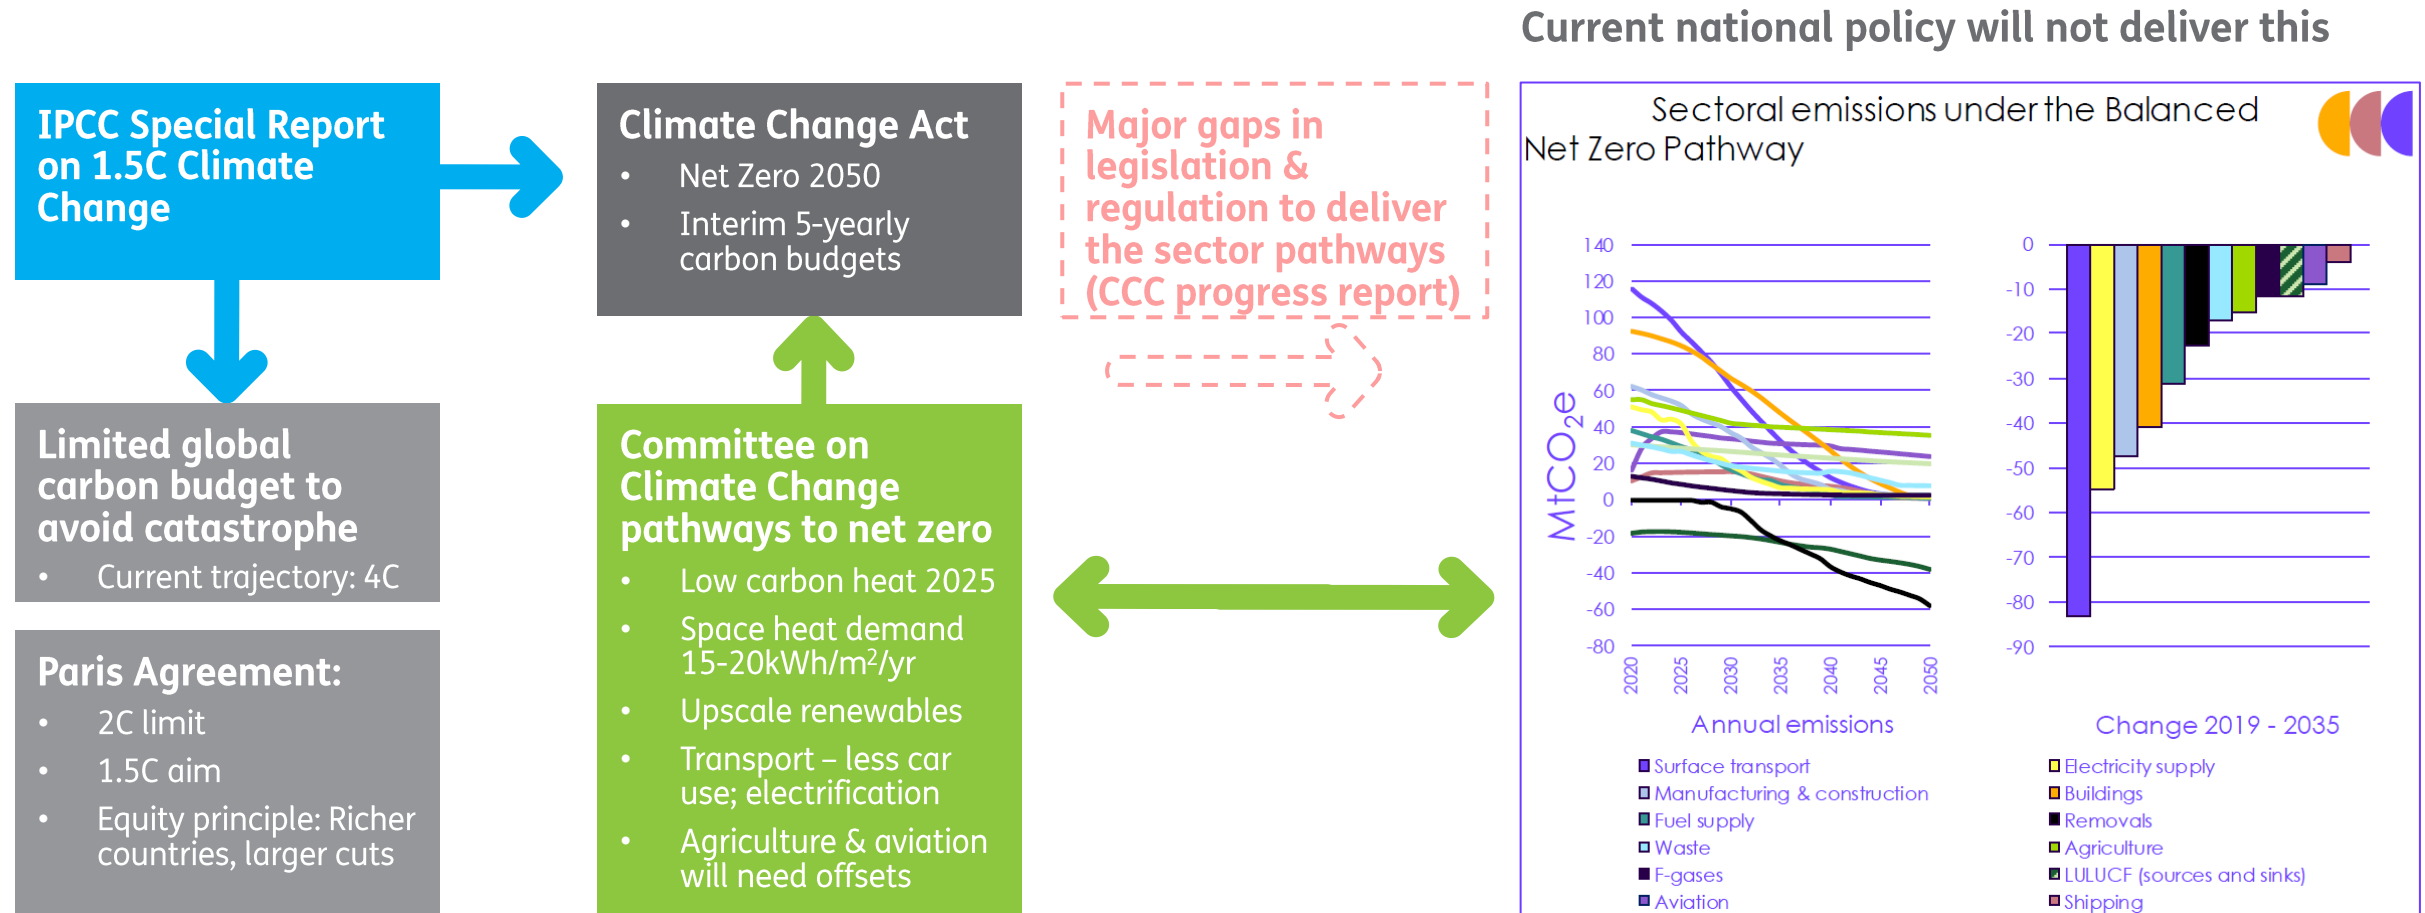 Current national policy will not deliver this
IPCC Special Report
on 1.5C Climate
Change
Limited global
carbon budget to
avoid catastrophe
• Current trajectory: 4C
Paris Agreement:
• 2C limit
• 1.5C aim
• Equity principle: Richer
countries, larger cuts
Climate Change Act
• Net Zero 2050
• Interim 5-yearly
carbon budgets
Committee on
Climate Change
pathways to net zero
• Low carbon heat 2025
• Space heat demand
15-20kWh/m²/yr
• Upscale renewables
• Transport – less car
use; electrification
• Agriculture & aviation
will need offsets
Major gaps in
legislation &
regulation to deliver
the sector pathways
(CCC progress report)
Sectoral emissions under the Balanced
Net Zero Pathway
MtCO₂e
140
120
100
80
60
40
20
0
-20
-40
-60
-80
2020 2025 2030 2035 2040 2045 2050
Annual emissions
0
-10
-20
-30
-40
-50
-60
-70
-80
-90
Change 2019 - 2035
Surface transport
Electricity supply
Manufacturing & construction
Buildings
Fuel supply
Removals
Waste
Agriculture
F-gases
LULUCF (sources and sinks)
Aviation
Shipping